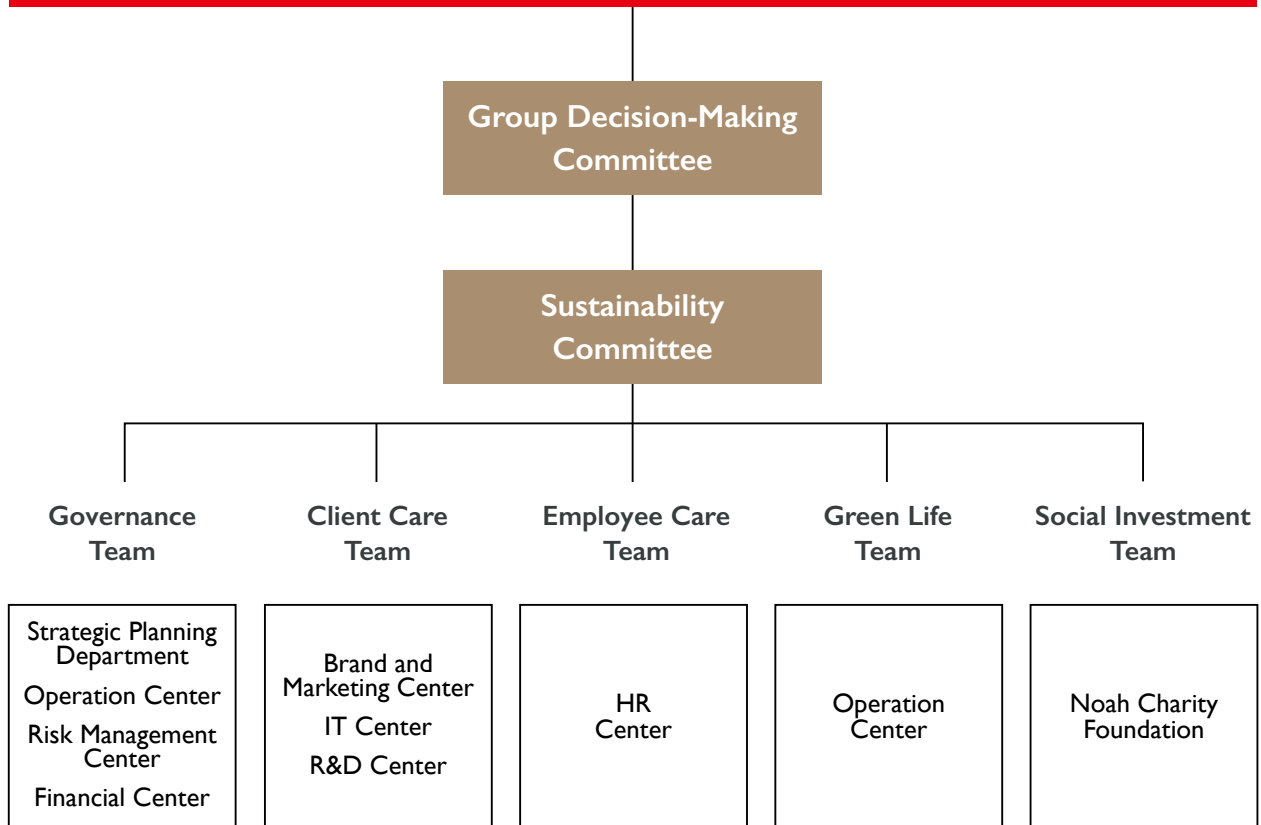 Group Decision-Making
Committee
Sustainability
Committee
Governance
Team
Client Care
Team
Employee Care
Team
Green Life
Team
Social Investment
Team
Strategic Planning
Department
Operation Center
Risk Management
Center
Financial Center
Brand and
Marketing Center
IT Center
R&D Center
HR
Center
Operation
Center
Noah Charity
Foundation